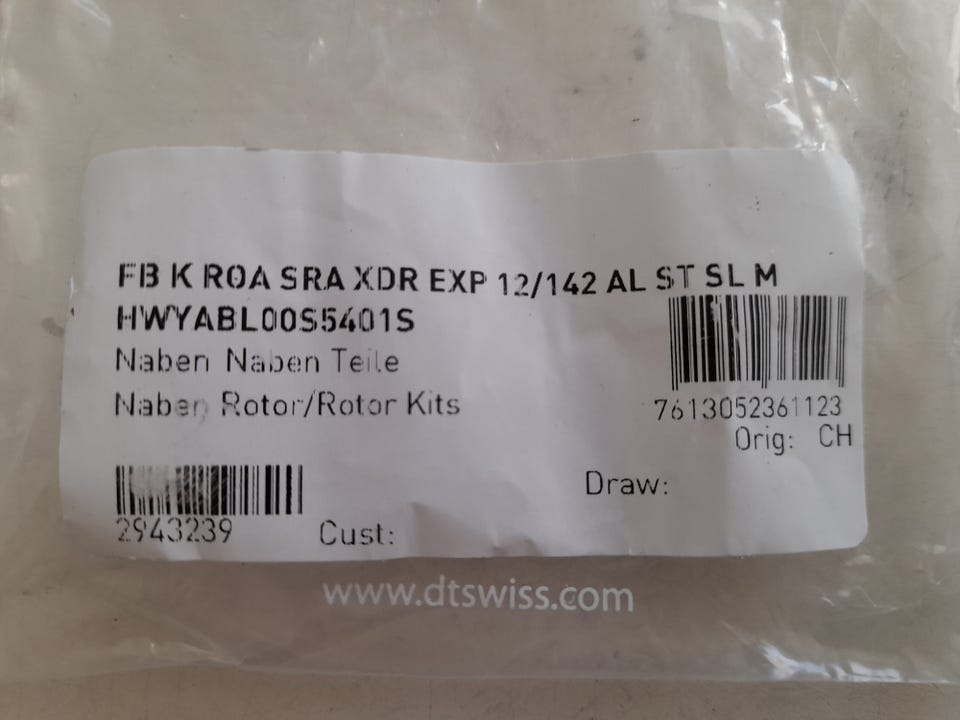 FB K ROA SRA XDR EXP 12/142 AL ST SL M
HWYABL00S5401S
Naben Naben Teile
Naben Rotor/Rotor Kits
7613052361123
Orig: CH
Draw:
2943239
Cust:
www.dtswiss.com